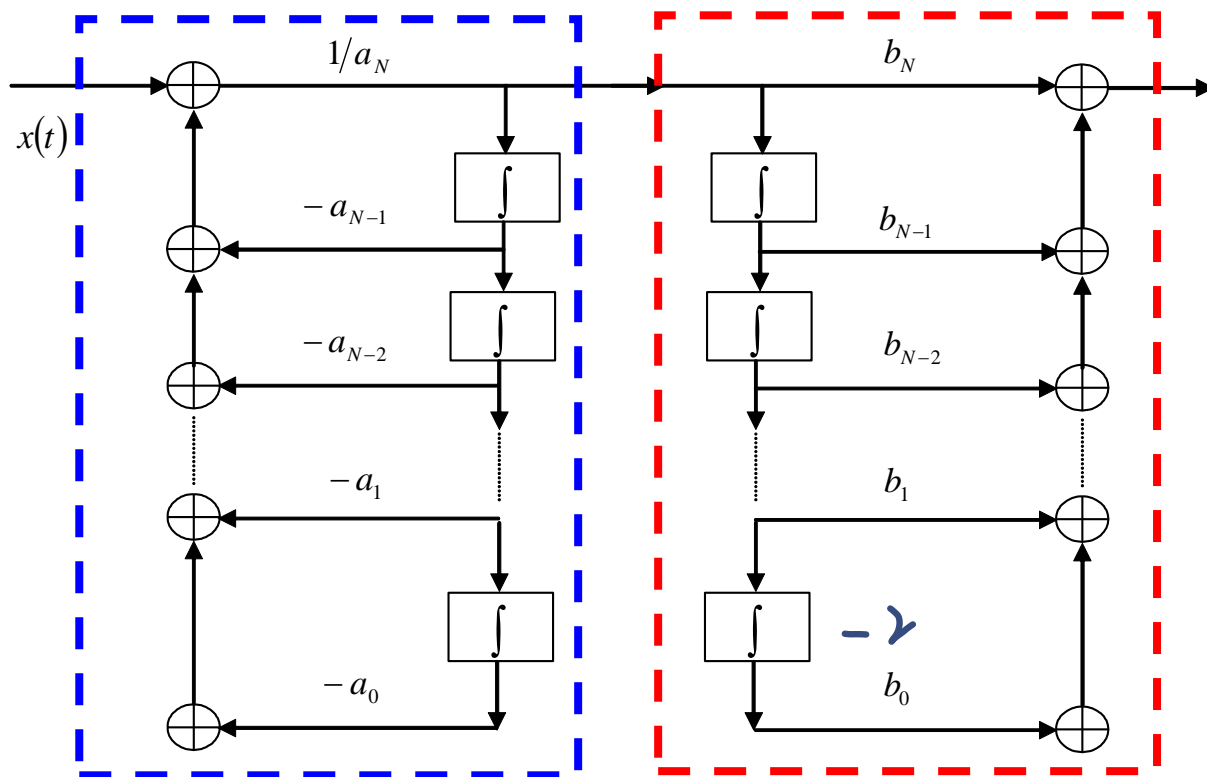 1/a_N
b_N
x(t)
∫
∫
-a_{N-1}
b_{N-1}
∫
∫
-a_{N-2}
b_{N-2}
-a_1
b_1
∫
∫
-a_0
b_0